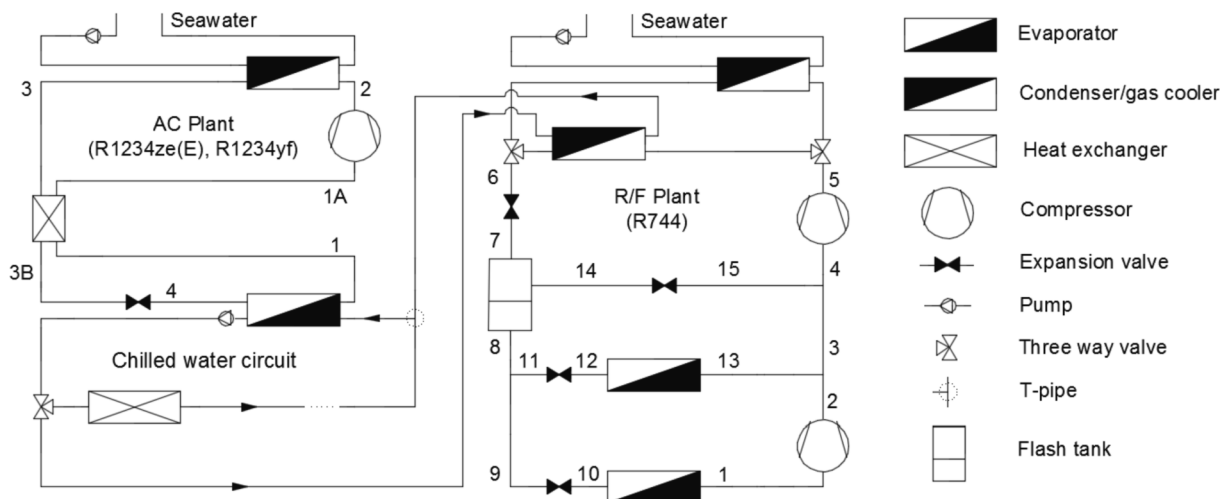 Seawater
3
2
AC Plant
(R1234ze(E), R1234yf)
1A
1
3B
4
Chilled water circuit
Seawater
6
5
R/F Plant
(R744)
7
14
15
4
8
11
12
13
3
2
9
10
1
Evaporator
Condenser/gas cooler
Heat exchanger
Compressor
Expansion valve
Pump
Three way valve
T-pipe
Flash tank